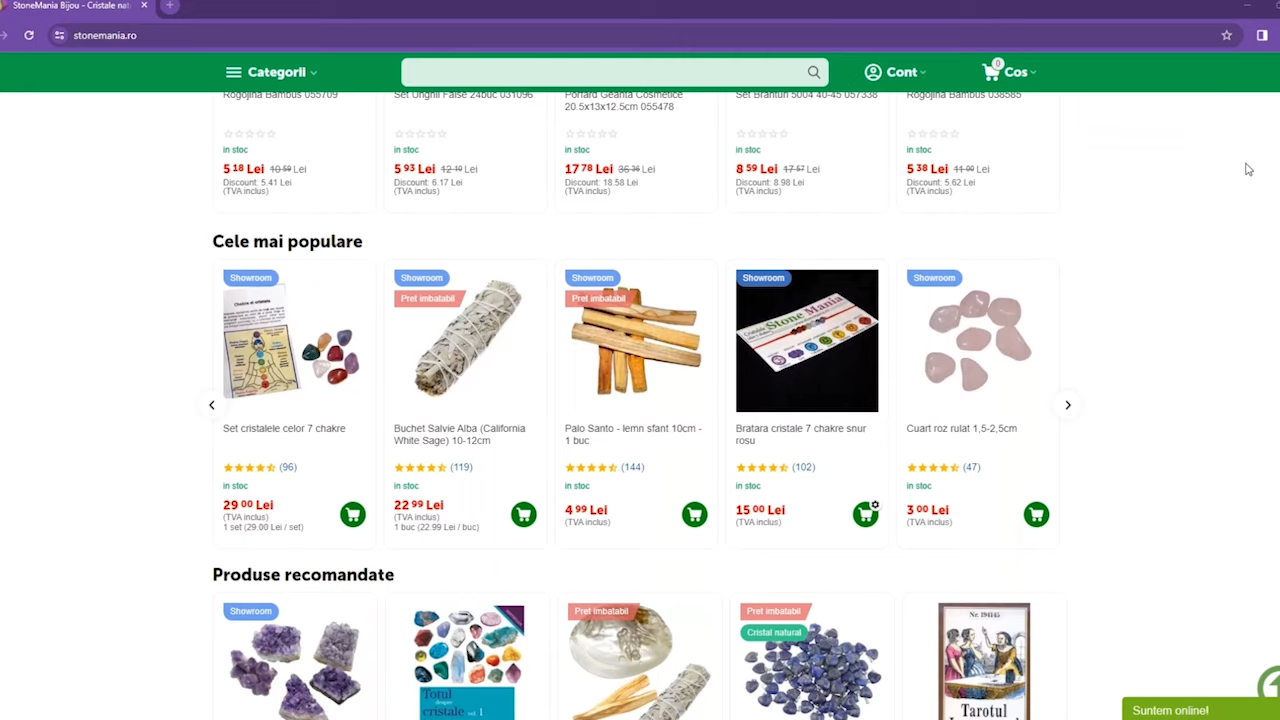 StoneMania Bijou - Cristale nat
stonemania.ro
Categorii
Cont
0
Cos
Rogojina Bambus 055709
Set Unghii False 24buc 031096
Portfard Geanta Cosmetice
20.5x13x12.5cm 055478
Set Branturi 5004 40-45 057338
Rogojina Bambus 038585
in stoc
in stoc
in stoc
in stoc
in stoc
5 18 Lei 10 59 Lei
Discount: 5.41 Lei
(TVA inclus)
5 93 Lei 12 10 Lei
Discount: 6.17 Lei
(TVA inclus)
17 78 Lei 36 36 Lei
Discount: 18.58 Lei
(TVA inclus)
8 59 Lei 17 57 Lei
Discount: 8.98 Lei
(TVA inclus)
5 38 Lei 11 00 Lei
Discount: 5.62 Lei
(TVA inclus)
Cele mai populare
Showroom
Showroom
Pret imbatabil
Showroom
Pret imbatabil
Showroom
Cristale Stone Mania
Showroom
Set cristalele celor 7 chakre
(96)
in stoc
29 00 Lei
(TVA inclus)
1 set (29.00 Lei / set)
Buchet Salvie Alba (California
White Sage) 10-12cm
(119)
in stoc
22 99 Lei
(TVA inclus)
1 buc (22.99 Lei / buc)
Palo Santo - lemn sfant 10cm -
1 buc
(144)
in stoc
4 99 Lei
(TVA inclus)
Bratara cristale 7 chakre snur
rosu
(102)
in stoc
15 00 Lei
(TVA inclus)
Cuart roz rulat 1,5-2,5cm
(47)
in stoc
3 00 Lei
(TVA inclus)
Produse recomandate
Showroom
Totul
despre
cristale vol. 1
Pret imbatabil
Pret imbatabil
Cristal natural
Nr. 194145
Tarotul
Suntem online!